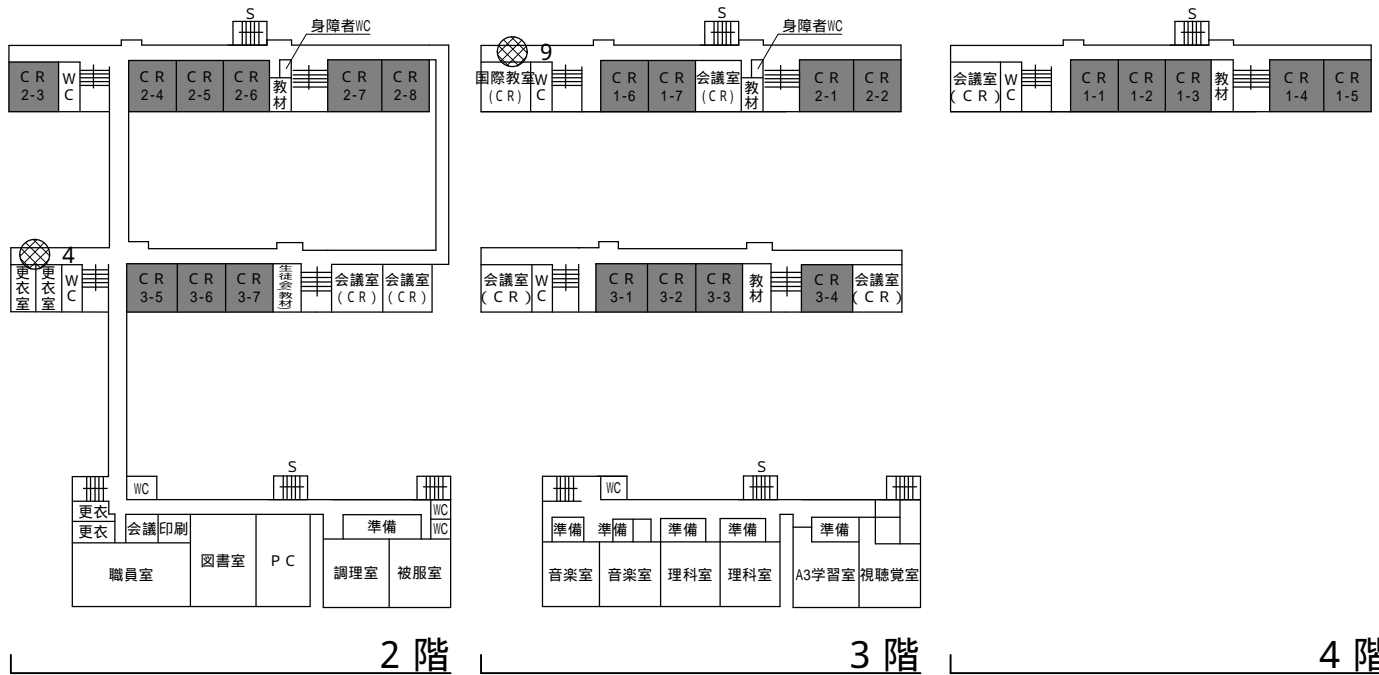 S
身障者WC
CR
2-3
WC
CR
2-4
CR
2-5
CR
2-6
教材
CR
2-7
CR
2-8
4
更衣室
更衣室
WC
CR
3-5
CR
3-6
CR
3-7
生徒会(教材)
会議室
(CR)
会議室
(CR)
S
WC
更衣
更衣
会議
印刷
準備
WC
WC
職員室
図書室
PC
調理室
被服室
2階
S
身障者WC
9
国際教室
(CR)
WC
CR
1-6
CR
1-7
会議室
(CR)
教材
CR
2-1
CR
2-2
会議室
(CR)
WC
CR
3-1
CR
3-2
CR
3-3
教材
CR
3-4
会議室
(CR)
S
WC
準備
準備
準備
準備
準備
音楽室
音楽室
理科室
理科室
A3学習室
視聴覚室
3階
S
会議室
(CR)
WC
CR
1-1
CR
1-2
CR
1-3
教材
CR
1-4
CR
1-5
4階